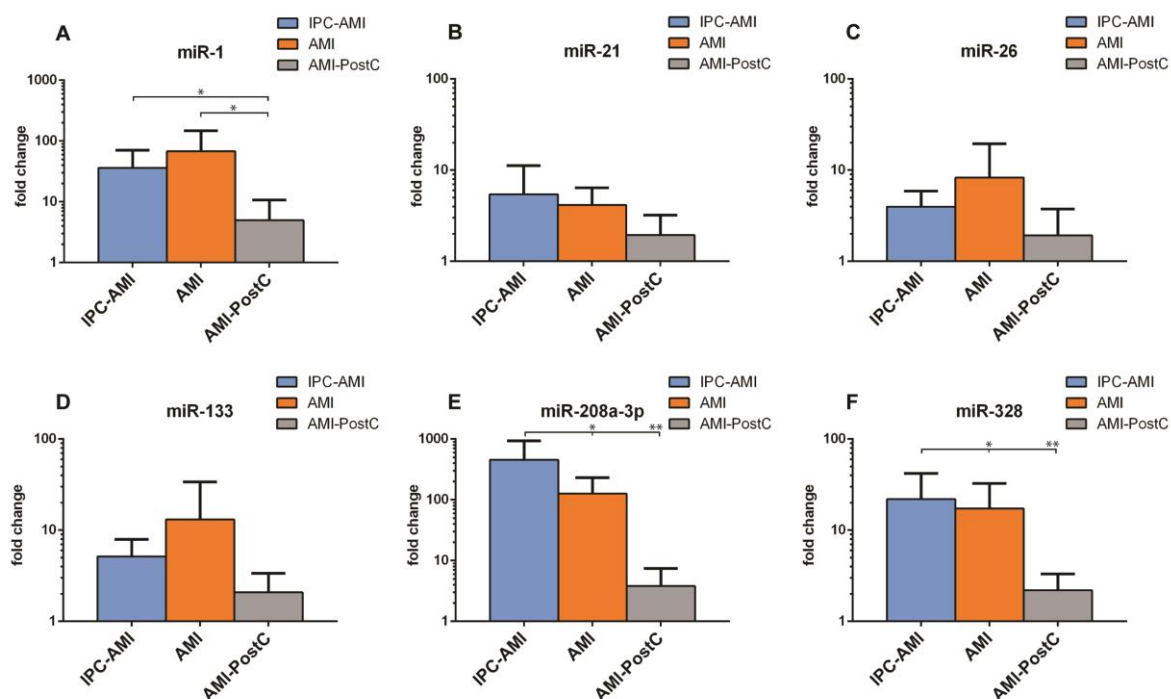 A
miR-1
IPC-AMI
AMI
AMI-PostC
fold change
1000
100
10
1
*
*
IPC-AMI
AMI
AMI-PostC
B
miR-21
IPC-AMI
AMI
AMI-PostC
fold change
100
10
1
IPC-AMI
AMI
AMI-PostC
C
miR-26
IPC-AMI
AMI
AMI-PostC
fold change
100
10
1
IPC-AMI
AMI
AMI-PostC
D
miR-133
IPC-AMI
AMI
AMI-PostC
fold change
100
10
1
IPC-AMI
AMI
AMI-PostC
E
miR-208a-3p
IPC-AMI
AMI
AMI-PostC
fold change
1000
100
10
1
* **
IPC-AMI
AMI
AMI-PostC
F
miR-328
IPC-AMI
AMI
AMI-PostC
fold change
100
10
1
* **
IPC-AMI
AMI
AMI-PostC